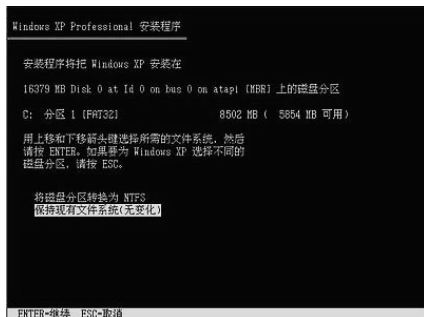 Windows XP Professional 安装程序
安装程序将把 Windows XP 安装在
16379 MB Disk 0 at Id 0 on bus 0 on atapi [MBR] 上的磁盘分区
C: 分区 1 [FAT32] 8502 MB ( 5854 MB 可用)
用上移和下移箭头键选择所需的文件系统，然后
请按 ENTER。如果要为 Windows XP 选择不同的
磁盘分区，请按 ESC。
将磁盘分区转换为 NTFS
保持现有文件系统(无变化)
ENTER=继续 ESC=取消